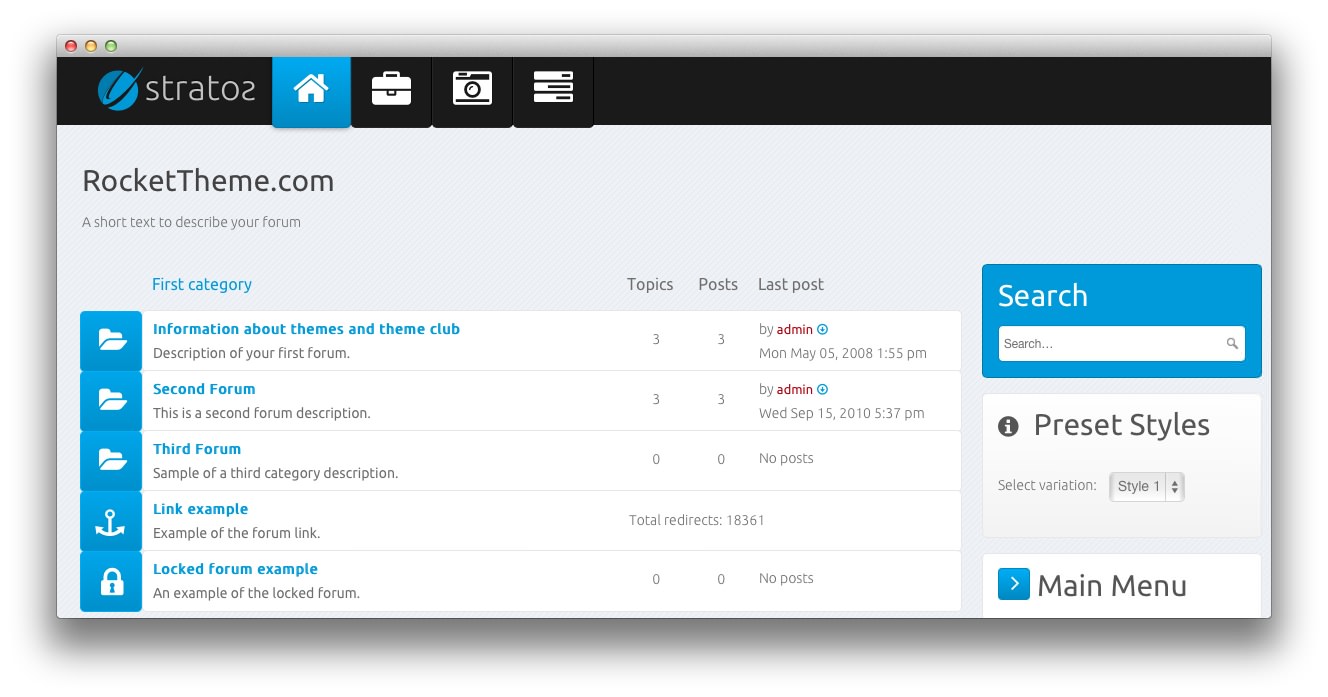 stratos
RocketTheme.com
A short text to describe your forum
First category Topics Posts Last post
Information about themes and theme club
Description of your first forum.
3 3
by admin
Mon May 05, 2008 1:55 pm
Second Forum
This is a second forum description.
3 3
by admin
Wed Sep 15, 2010 5:37 pm
Third Forum
Sample of a third category description.
0 0 No posts
Link example
Example of the forum link.
Total redirects: 18361
Locked forum example
An example of the locked forum.
0 0 No posts
Search
Search...
Preset Styles
Select variation: Style 1
Main Menu